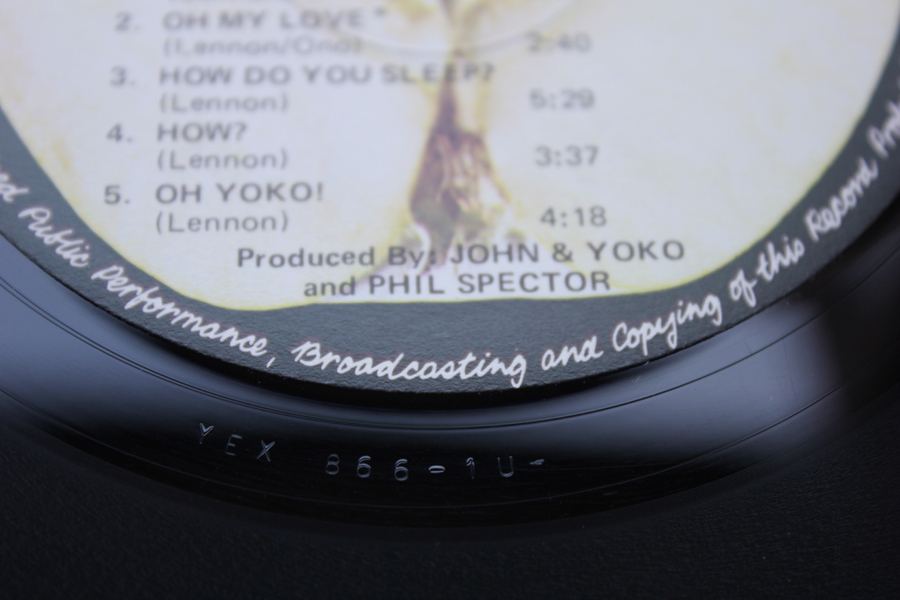 2. OH MY LOVE *
(Lennon/Ono) 2:40
3. HOW DO YOU SLEEP?
(Lennon) 5:29
4. HOW?
(Lennon) 3:37
5. OH YOKO!
(Lennon) 4:18
Produced By: JOHN & YOKO
and PHIL SPECTOR
Public Performance, Broadcasting and Copying of this Record
YEX 866-1U-